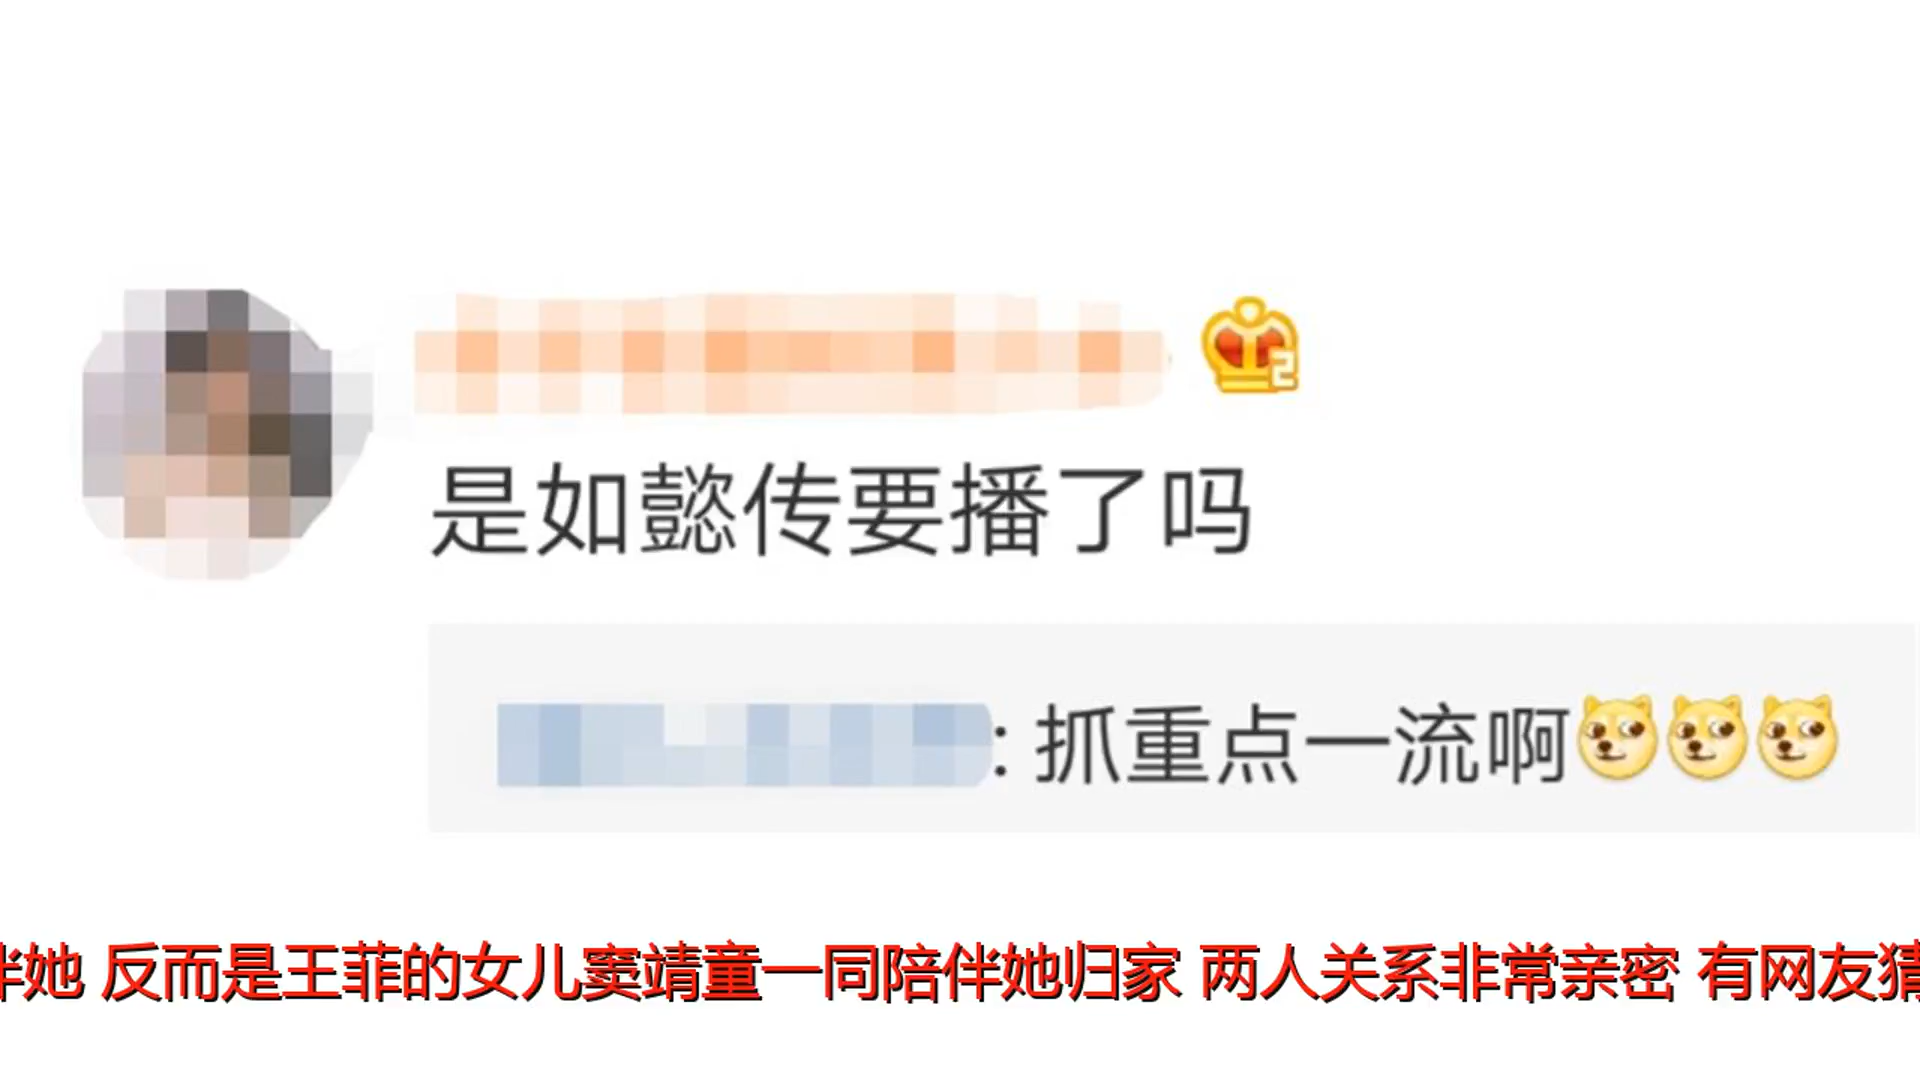 是如懿传要播了吗
: 抓重点一流啊
伴她 反而是王菲的女儿窦靖童一同陪伴她归家 两人关系非常亲密 有网友猜